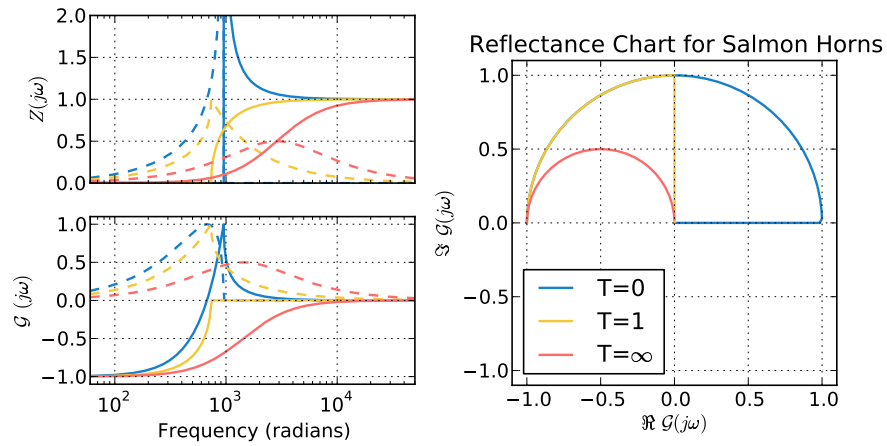 2.0
1.5
1.0
0.5
0.0
Z(jω)
1.0
0.5
0.0
−0.5
−1.0
𝒢 (jω)
10² 10³ 10⁴
Frequency (radians)
Reflectance Chart for Salmon Horns
1.0
0.5
0.0
−0.5
−1.0
ℑ 𝒢(jω)
T=0
T=1
T=∞
−1.0 −0.5 0.0 0.5 1.0
ℜ 𝒢(jω)